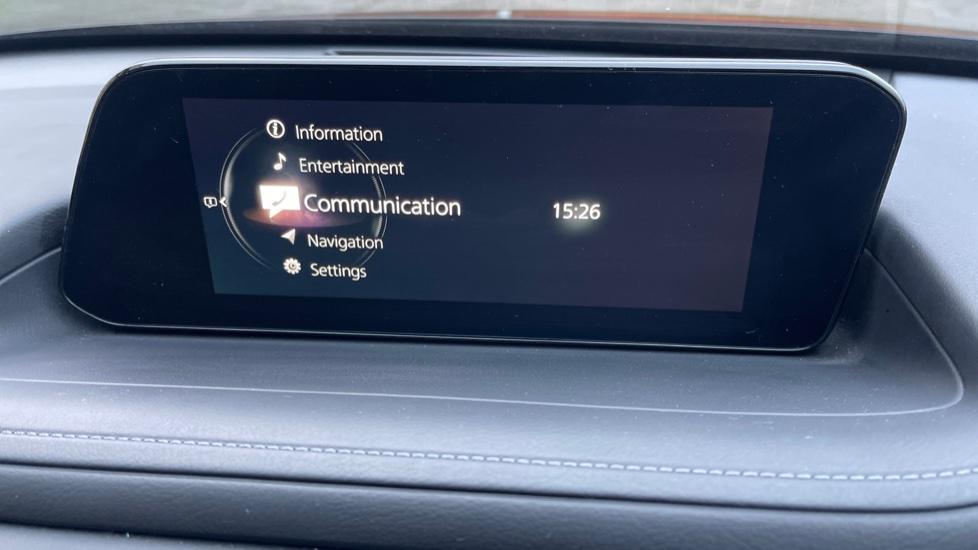 Information
Entertainment
Communication
15:26
Navigation
Settings